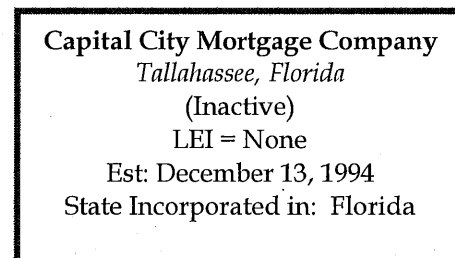 Capital City Mortgage Company
Tallahassee, Florida
(Inactive)
LEI = None
Est: December 13, 1994
State Incorporated in: Florida